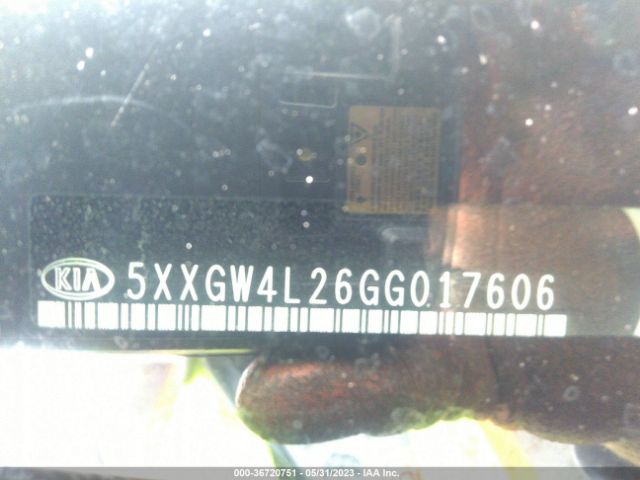 KIA 5XXGW4L26GG017606
000-36720751 - 05/31/2023 - IAA Inc.